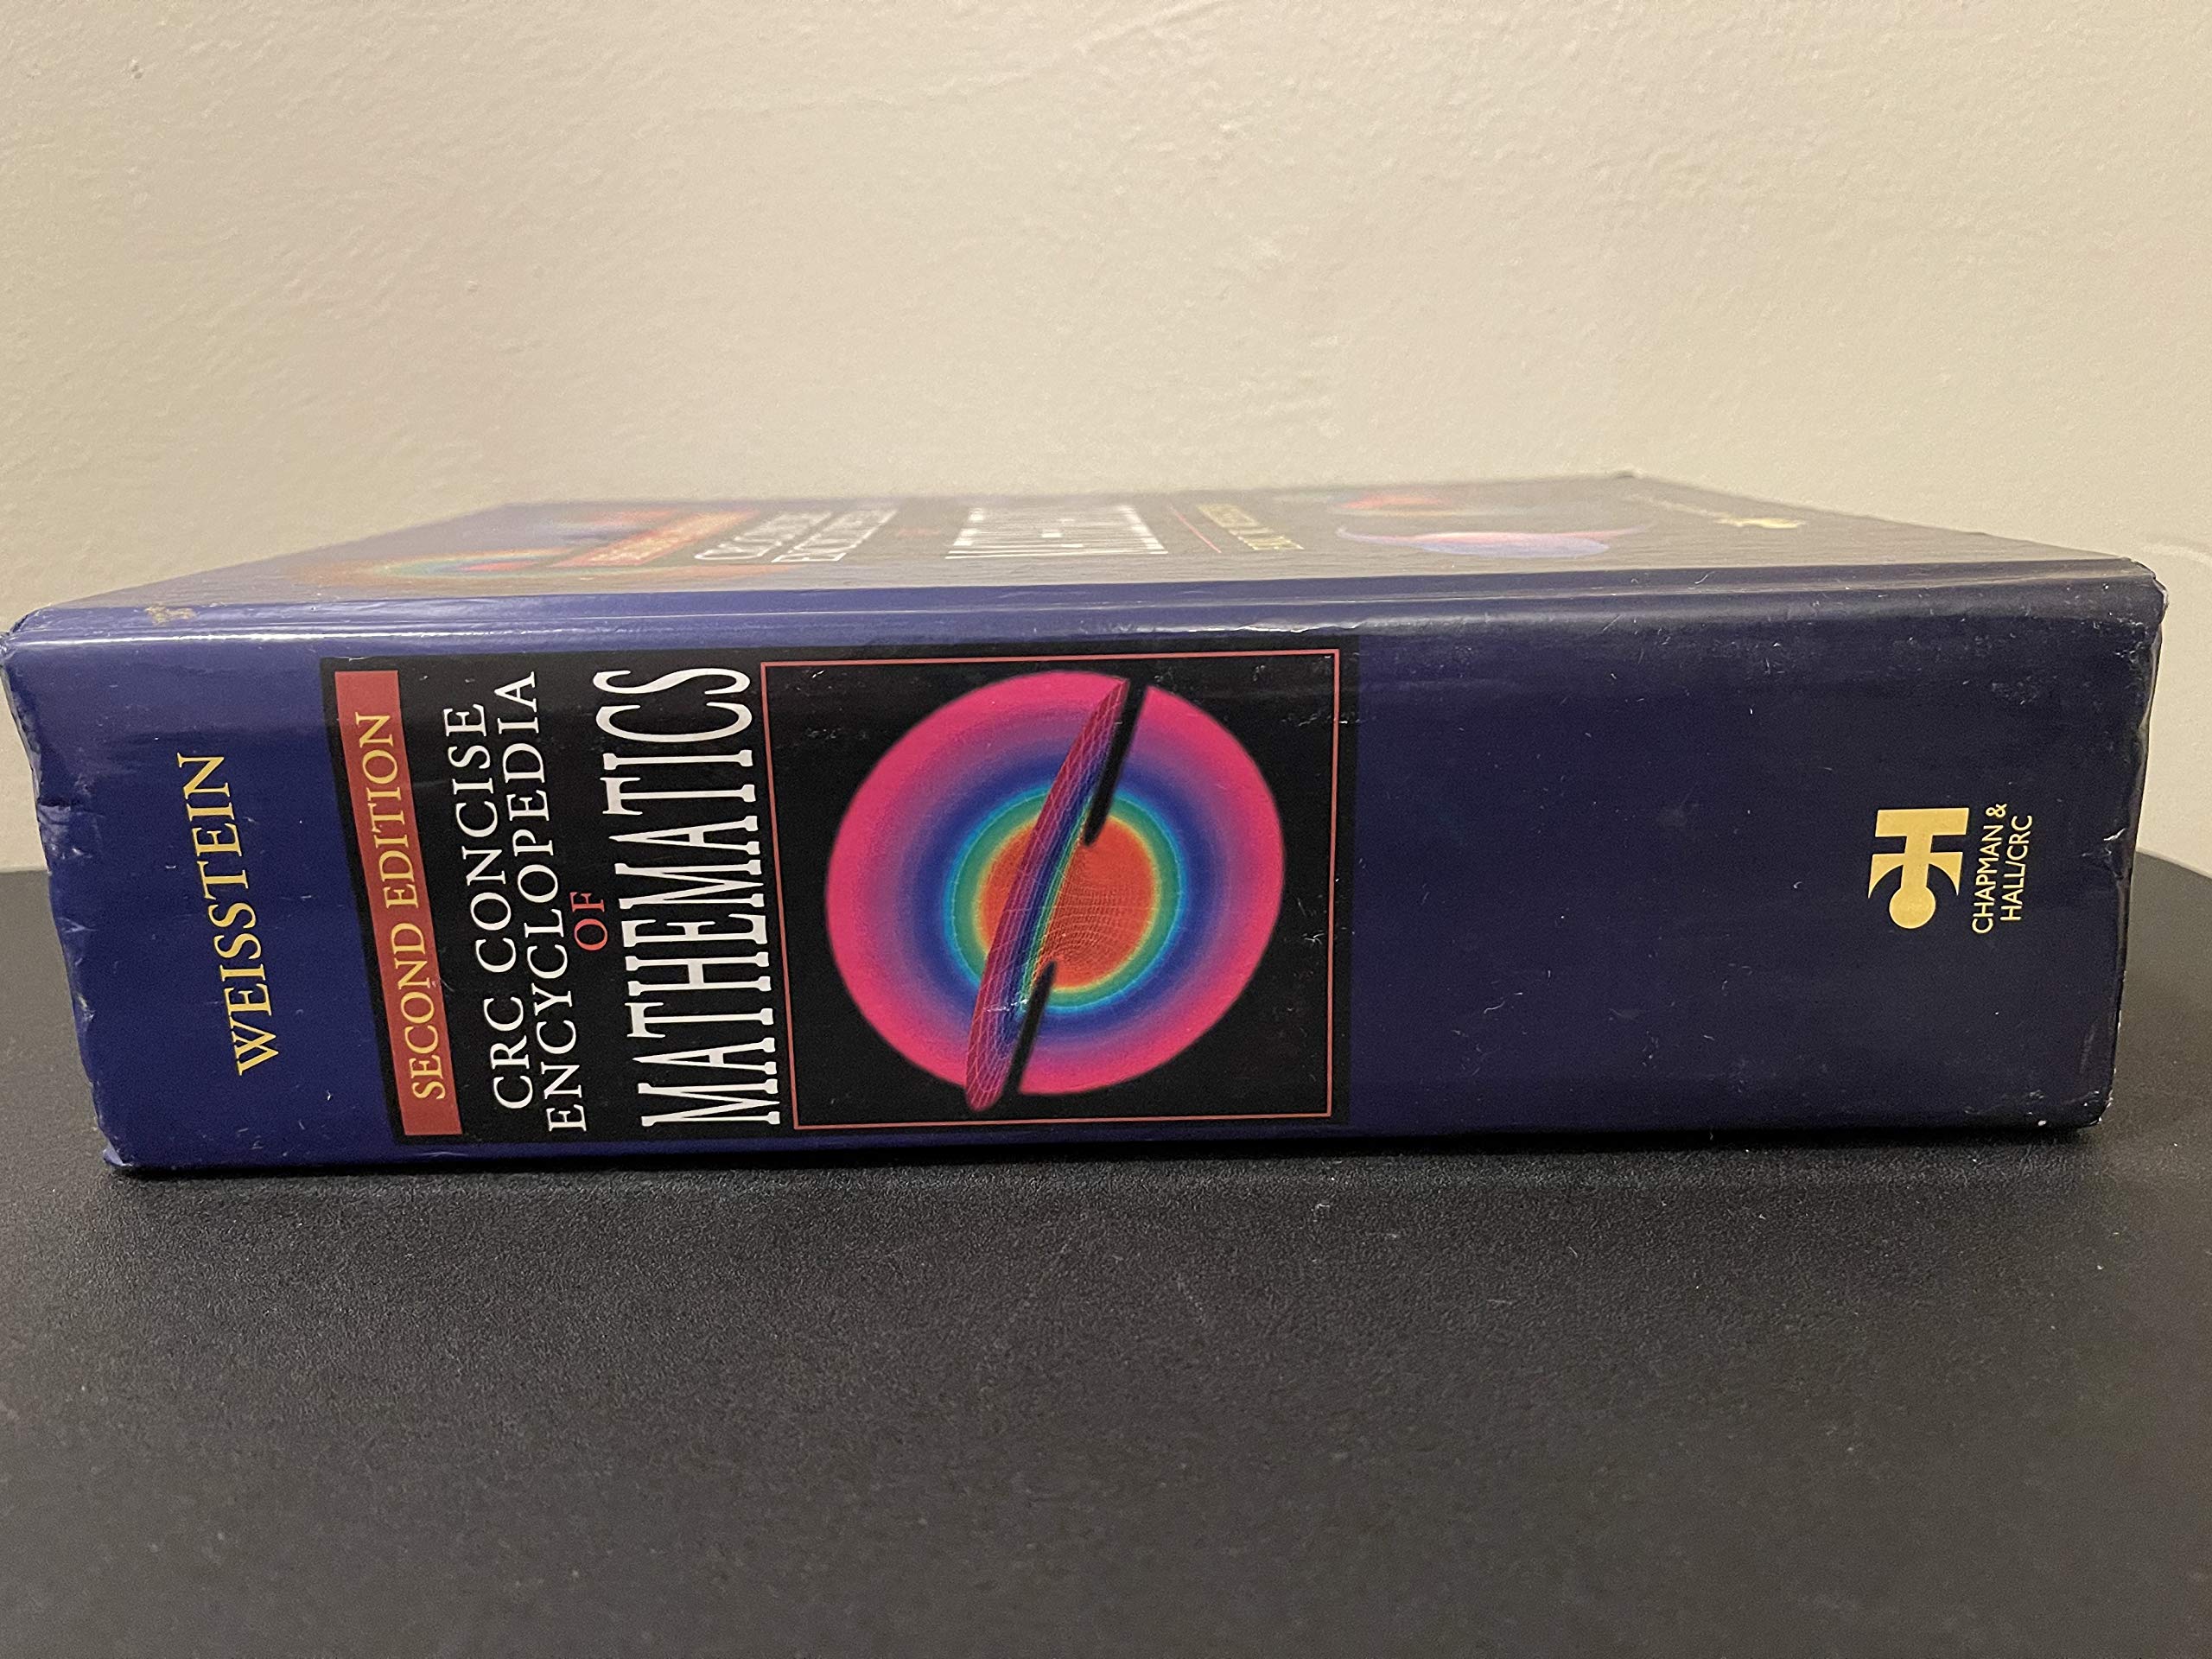 WEISSTEIN
SECOND EDITION
CRC CONCISE
ENCYCLOPEDIA
OF
MATHEMATICS
CHAPMAN &
HALL/CRC